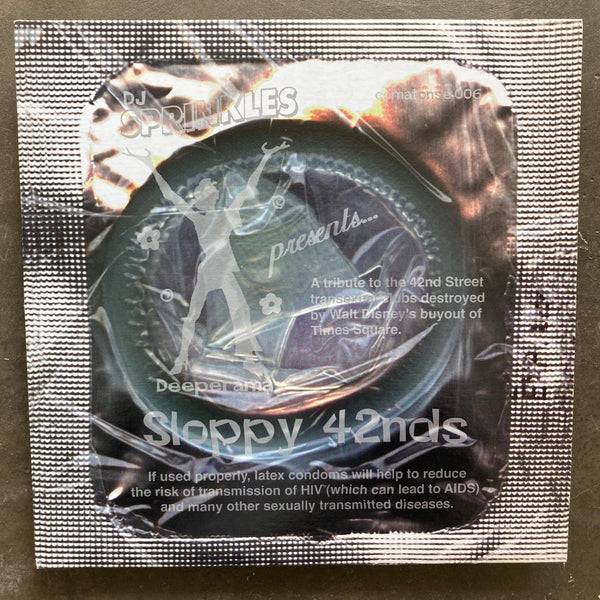 DJ
SPRINKLES
comatonse.006
presents...
A tribute to the 42nd Street
transexual clubs destroyed
by Walt Disney's buyout of
Times Square.
Deeperama
Sloppy 42nds
If used properly, latex condoms will help to reduce
the risk of transmission of HIV (which can lead to AIDS)
and many other sexually transmitted diseases.